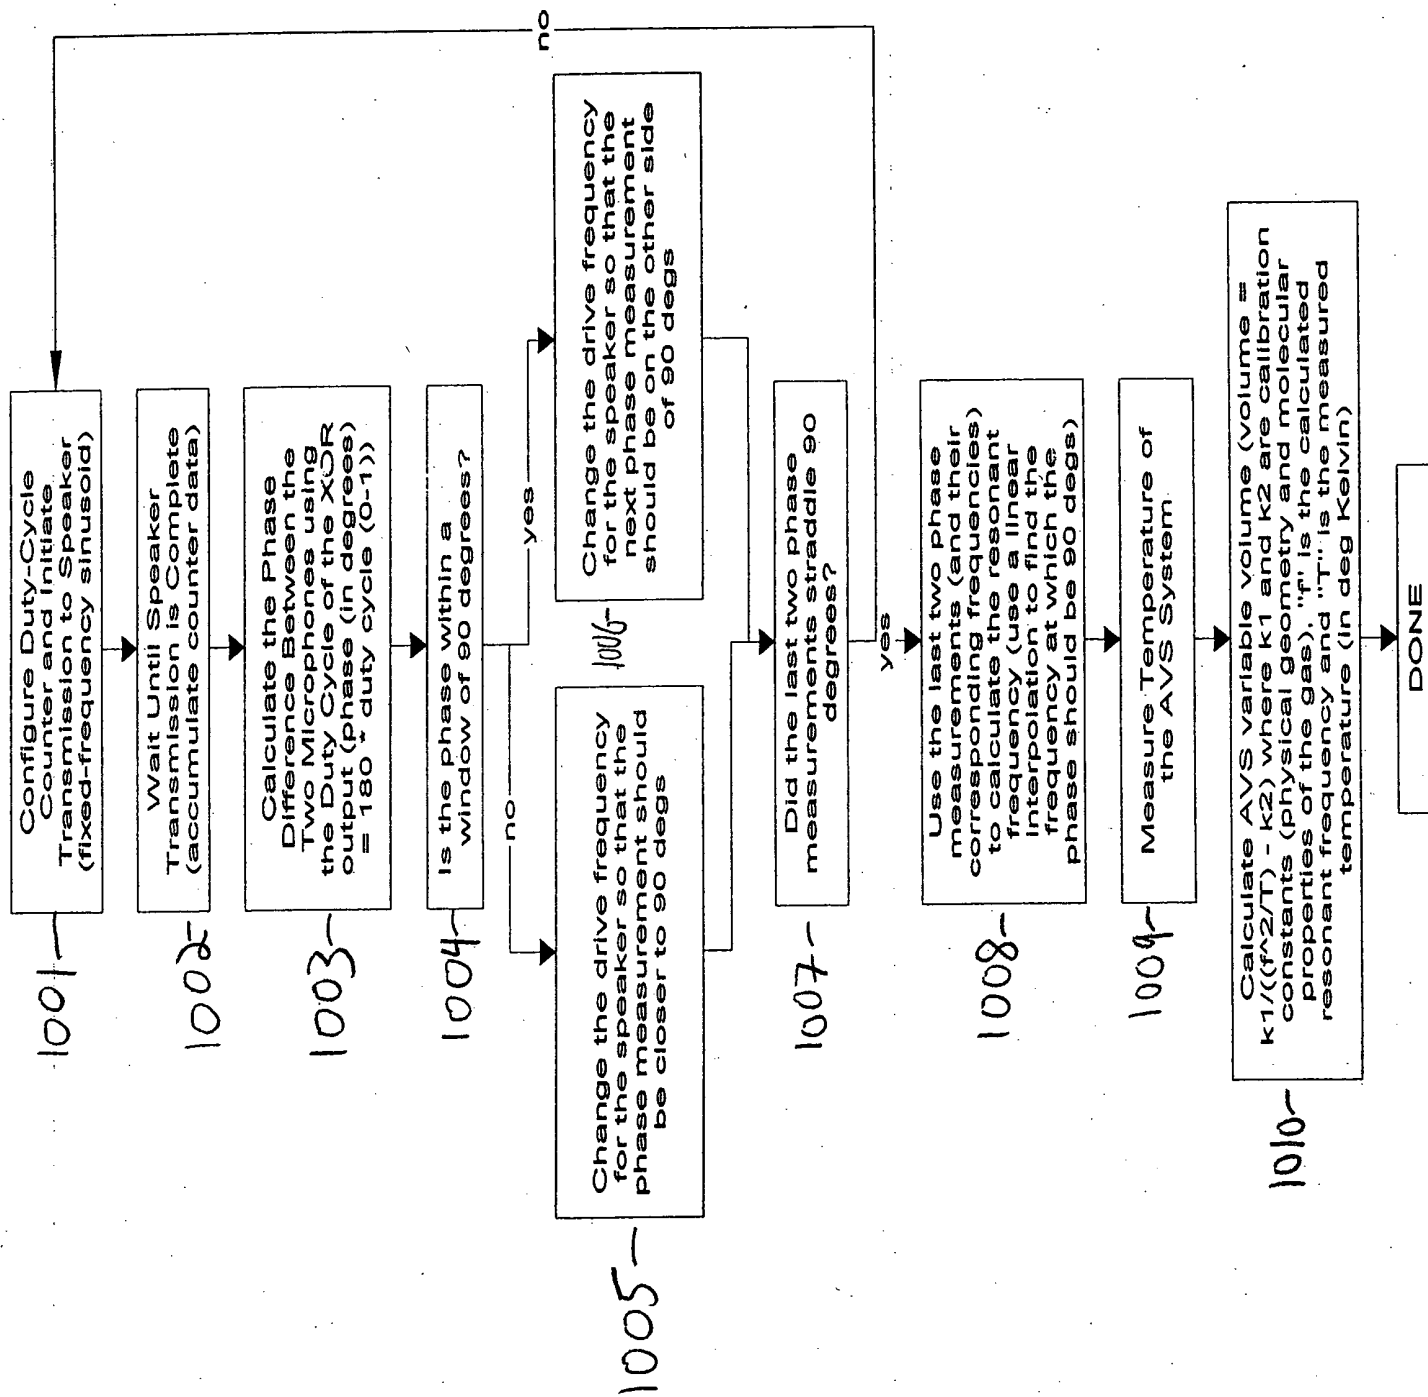 1001
Configure Duty-Cycle
Counter and Initiate
Transmission to Speaker
(fixed-frequency sinusoid)
1002
Wait Until Speaker
Transmission is Complete
(accumulate counter data)
1003
Calculate the Phase
Difference Between the
Two Microphones using
the Duty Cycle of the XOR
output (phase (in degrees)
= 180 * duty cycle (0-1))
1004
Is the phase within a
window of 90 degrees?
no
yes
1005
Change the drive frequency
for the speaker so that the
phase measurement should
be closer to 90 degs
1006
Change the drive frequency
for the speaker so that the
next phase measurement
should be on the other side
of 90 degs
1007
Did the last two phase
measurements straddle 90
degrees?
no
yes
1008
Use the last two phase
measurements (and their
corresponding frequencies)
to calculate the resonant
frequency (use a linear
interpolation to find the
frequency at which the
phase should be 90 degs)
1009
Measure Temperature of
the AVS System
1010
Calculate AVS variable volume (volume =
k1/((f^2/T) - k2) where k1 and k2 are calibration
constants (physical geometry and molecular
properties of the gas). "f' is the calculated
resonant frequency and "T" is the measured
temperature (in deg Kelvin)
DONE